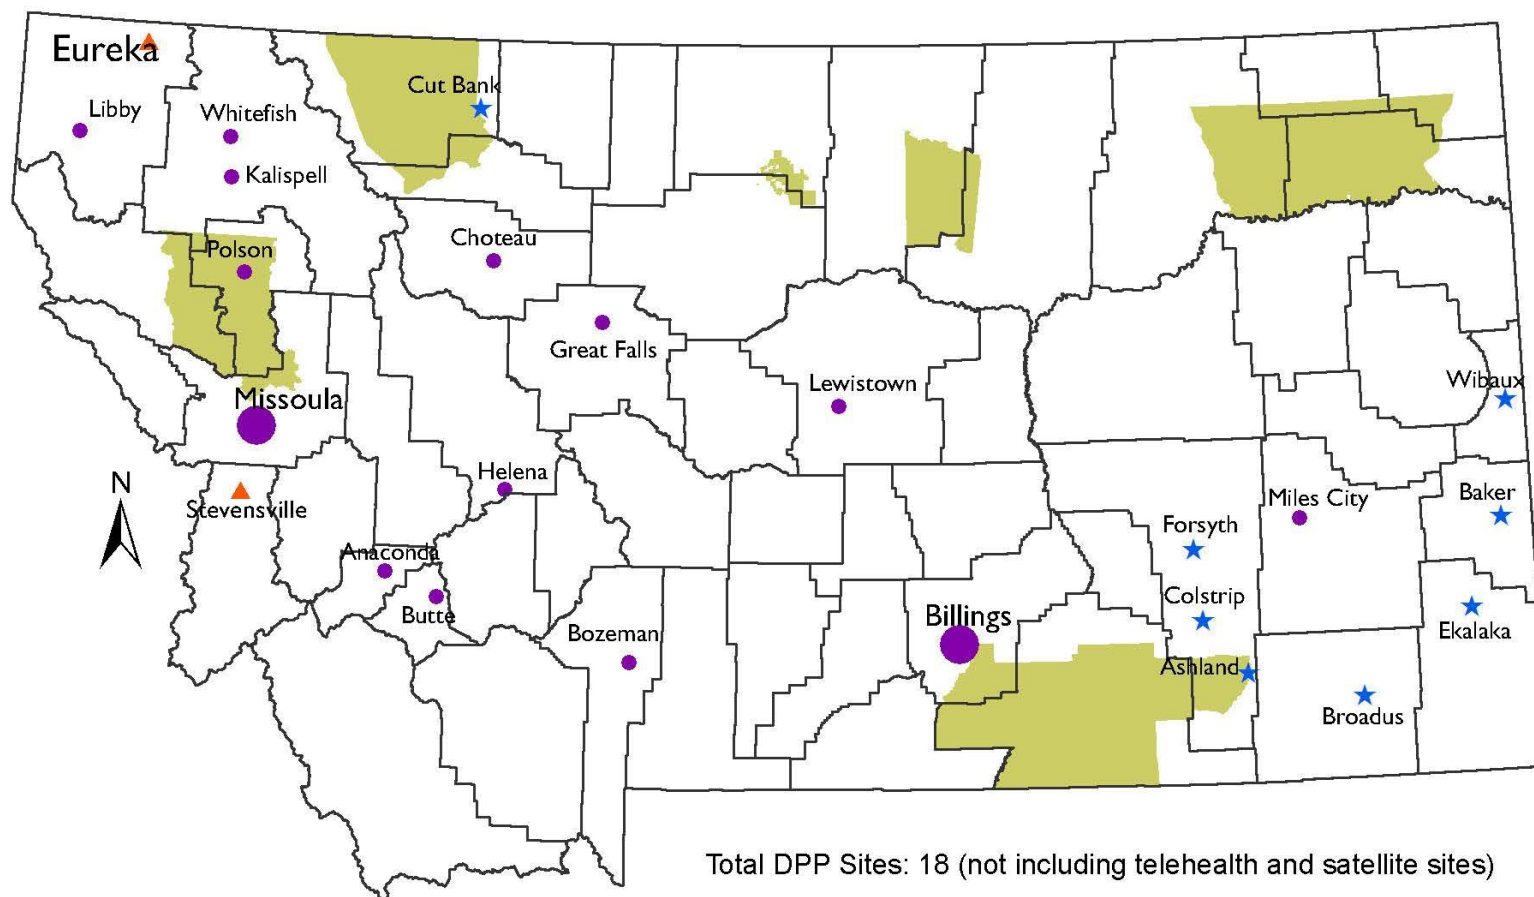 Eureka
Cut Bank
Libby
Whitefish
Kalispell
Choteau
Polson
Great Falls
Lewistown
Wibaux
Missoula
Helena
N
Stevensville
Miles City
Baker
Forsyth
Anaconda
Colstrip
Butte
Billings
Bozeman
Ekalaka
Ashland
Broadus
Total DPP Sites: 18 (not including telehealth and satellite sites)